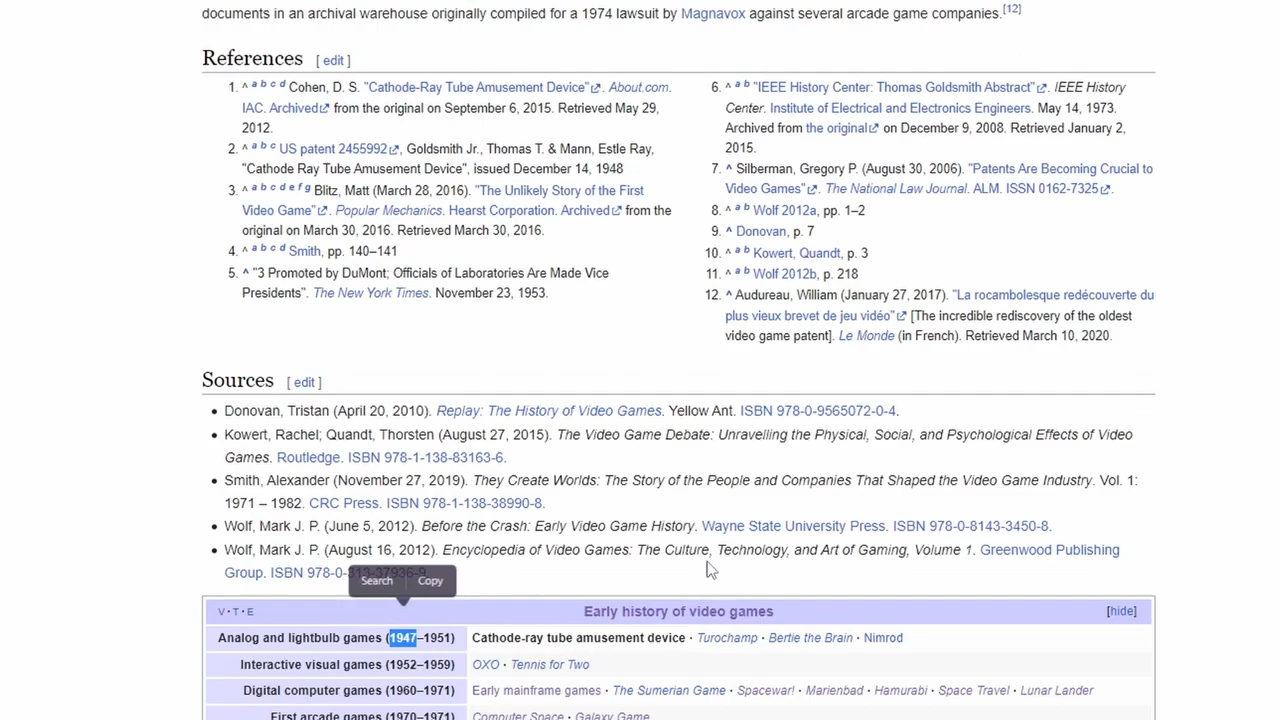 documents in an archival warehouse originally compiled for a 1974 lawsuit by Magnavox against several arcade game companies.[12]
References [ edit ]
1. ^ a b c d Cohen, D. S. "Cathode-Ray Tube Amusement Device". About.com.
IAC. Archived from the original on September 6, 2015. Retrieved May 29,
2012.
2. ^ a b c US patent 2455992, Goldsmith Jr., Thomas T. & Mann, Estle Ray,
"Cathode Ray Tube Amusement Device", issued December 14, 1948
3. ^ a b c d e f g Blitz, Matt (March 28, 2016). "The Unlikely Story of the First
Video Game". Popular Mechanics. Hearst Corporation. Archived from the
original on March 30, 2016. Retrieved March 30, 2016.
4. ^ a b c d Smith, pp. 140–141
5. ^ "3 Promoted by DuMont; Officials of Laboratories Are Made Vice
Presidents". The New York Times. November 23, 1953.
6. ^ a b "IEEE History Center: Thomas Goldsmith Abstract". IEEE History
Center. Institute of Electrical and Electronics Engineers. May 14, 1973.
Archived from the original on December 9, 2008. Retrieved January 2,
2015.
7. ^ Silberman, Gregory P. (August 30, 2006). "Patents Are Becoming Crucial to
Video Games". The National Law Journal. ALM. ISSN 0162-7325.
8. ^ a b Wolf 2012a, pp. 1–2
9. ^ Donovan, p. 7
10. ^ a b Kowert, Quandt, p. 3
11. ^ a b Wolf 2012b, p. 218
12. ^ Audureau, William (January 27, 2017). "La rocambolesque redécouverte du
plus vieux brevet de jeu vidéo" [The incredible rediscovery of the oldest
video game patent]. Le Monde (in French). Retrieved March 10, 2020.
Sources [ edit ]
• Donovan, Tristan (April 20, 2010). Replay: The History of Video Games. Yellow Ant. ISBN 978-0-9565072-0-4.
• Kowert, Rachel; Quandt, Thorsten (August 27, 2015). The Video Game Debate: Unravelling the Physical, Social, and Psychological Effects of Video
Games. Routledge. ISBN 978-1-138-83163-6.
• Smith, Alexander (November 27, 2019). They Create Worlds: The Story of the People and Companies That Shaped the Video Game Industry. Vol. 1:
1971 – 1982. CRC Press. ISBN 978-1-138-38990-8.
• Wolf, Mark J. P. (June 5, 2012). Before the Crash: Early Video Game History. Wayne State University Press. ISBN 978-0-8143-3450-8.
• Wolf, Mark J. P. (August 16, 2012). Encyclopedia of Video Games: The Culture, Technology, and Art of Gaming, Volume 1. Greenwood Publishing
Group. ISBN 978-0-313-37936-9.
Search Copy
V · T · E Early history of video games [hide]
Analog and lightbulb games (1947–1951) Cathode-ray tube amusement device · Turochamp · Bertie the Brain · Nimrod
Interactive visual games (1952–1959) OXO · Tennis for Two
Digital computer games (1960–1971) Early mainframe games · The Sumerian Game · Spacewar! · Marienbad · Hamurabi · Space Travel · Lunar Lander
First arcade games (1970–1971) Computer Space · Galaxy Game